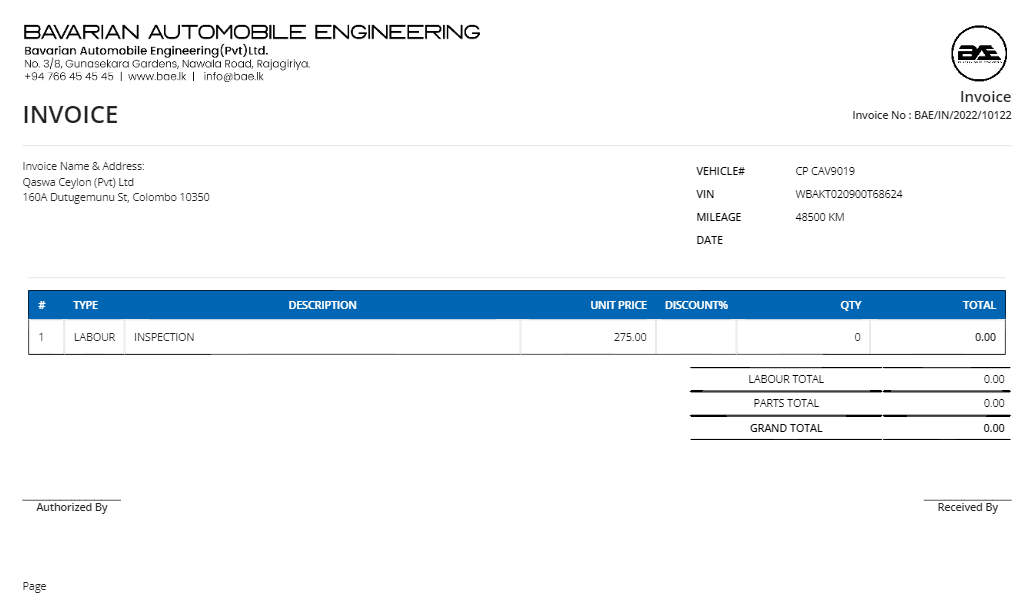 BAVARIAN AUTOMOBILE ENGINEERING
Bavarian Automobile Engineering(Pvt)Ltd.
No. 3/8, Gunasekara Gardens, Nawala Road, Rajagiriya.
+94 766 45 45 45 | www.bae.lk | info@bae.lk
BAE
Invoice
INVOICE
Invoice No : BAE/IN/2022/10122
Invoice Name & Address:
Qaswa Ceylon (Pvt) Ltd
160A Dutugemunu St, Colombo 10350
VEHICLE# CP CAV9019
VIN WBAKT020900T68624
MILEAGE 48500 KM
DATE
# TYPE DESCRIPTION UNIT PRICE DISCOUNT% QTY TOTAL
1 LABOUR INSPECTION 275.00 0 0.00
LABOUR TOTAL 0.00
PARTS TOTAL 0.00
GRAND TOTAL 0.00
Authorized By Received By
Page